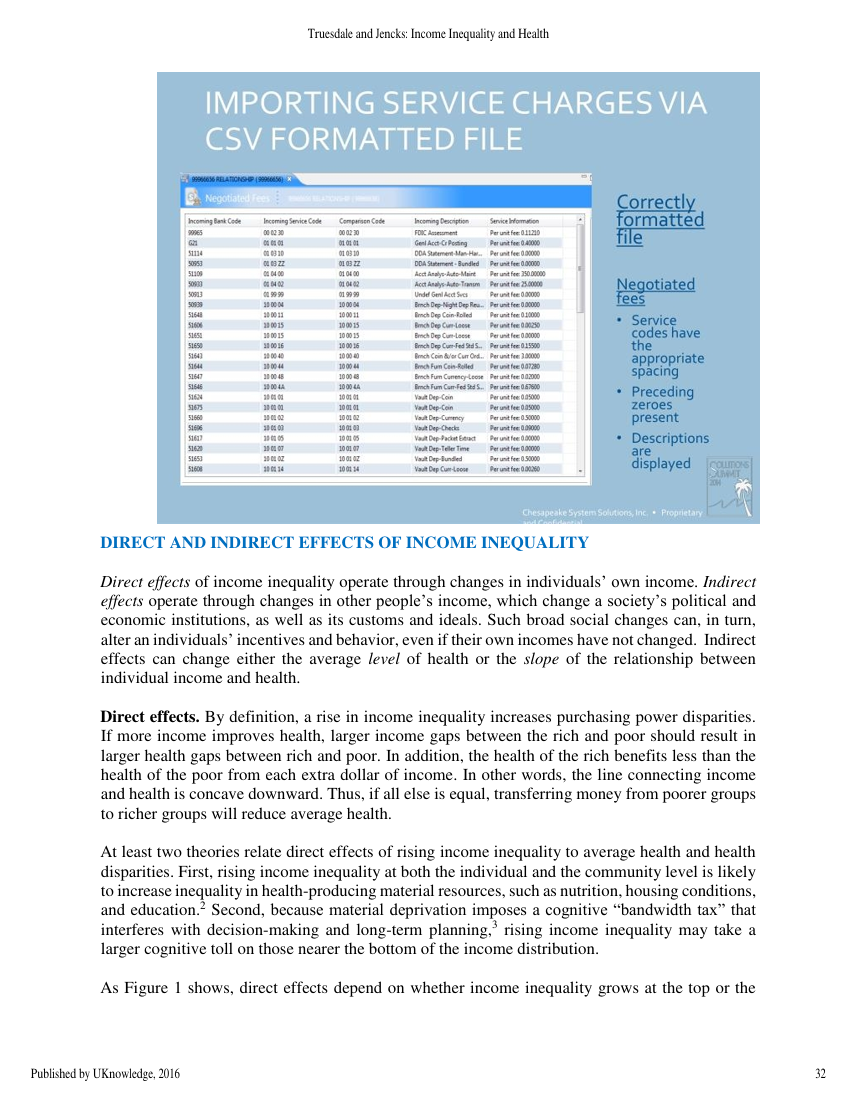 Truesdale and Jencks: Income Inequality and Health
IMPORTING SERVICE CHARGES VIA
CSV FORMATTED FILE
99966656 RELATIONSHIP ( 99966656)
Negotiated Fees
Incoming Bank Code Incoming Service Code Comparison Code Incoming Description Service Information
99965 00 02 30 00 02 30 FDIC Assessment Per unit fee: 0.11210
G21 01 01 01 01 01 01 Genl Acct-Cr Posting Per unit fee: 0.40000
51114 01 03 10 01 03 10 DDA Statement-Man-Har... Per unit fee: 0.00000
50953 01 03 ZZ 01 03 ZZ DDA Statement - Bundled Per unit fee: 0.00000
51109 01 04 00 01 04 00 Acct Analys-Auto-Maint Per unit fee: 350.00000
50933 01 04 02 01 04 02 Acct Analys-Auto-Transm Per unit fee: 25.00000
50913 01 99 99 01 99 99 Undef Genl Acct Svcs Per unit fee: 0.00000
50939 10 00 04 10 00 04 Brnch Dep-Night Dep Reu... Per unit fee: 0.00000
51648 10 00 11 10 00 11 Brnch Dep Coin-Rolled Per unit fee: 0.10000
51606 10 00 15 10 00 15 Brnch Dep Curr-Loose Per unit fee: 0.00250
51651 10 00 15 10 00 15 Brnch Dep Curr-Loose Per unit fee: 0.00000
51650 10 00 16 10 00 16 Brnch Dep Curr-Fed Std S... Per unit fee: 0.15500
51643 10 00 40 10 00 40 Brnch Coin &/or Curr Ord... Per unit fee: 3.00000
51644 10 00 44 10 00 44 Brnch Furn Coin-Rolled Per unit fee: 0.07280
51647 10 00 48 10 00 48 Brnch Furn Currency-Loose Per unit fee: 0.02000
51646 10 00 4A 10 00 4A Brnch Furn Curr-Fed Std S... Per unit fee: 0.67600
51624 10 01 01 10 01 01 Vault Dep-Coin Per unit fee: 0.05000
51675 10 01 01 10 01 01 Vault Dep-Coin Per unit fee: 0.05000
51660 10 01 02 10 01 02 Vault Dep-Currency Per unit fee: 0.50000
51696 10 01 03 10 01 03 Vault Dep-Checks Per unit fee: 0.09000
51617 10 01 05 10 01 05 Vault Dep-Packet Extract Per unit fee: 0.00000
51620 10 01 07 10 01 07 Vault Dep-Teller Time Per unit fee: 0.00000
51653 10 01 0Z 10 01 0Z Vault Dep-Bundled Per unit fee: 0.50000
51608 10 01 14 10 01 14 Vault Dep Curr-Loose Per unit fee: 0.00260
Correctly
formatted
file
Negotiated
fees
• Service
codes have
the
appropriate
spacing
• Preceding
zeroes
present
• Descriptions
are
displayed
SOLUTIONS
SUMMIT
2014
Chesapeake System Solutions, Inc. • Proprietary
and Confidential
DIRECT AND INDIRECT EFFECTS OF INCOME INEQUALITY
Direct effects of income inequality operate through changes in individuals’ own income. Indirect
effects operate through changes in other people’s income, which change a society’s political and
economic institutions, as well as its customs and ideals. Such broad social changes can, in turn,
alter an individuals’ incentives and behavior, even if their own incomes have not changed. Indirect
effects can change either the average level of health or the slope of the relationship between
individual income and health.
Direct effects. By definition, a rise in income inequality increases purchasing power disparities.
If more income improves health, larger income gaps between the rich and poor should result in
larger health gaps between rich and poor. In addition, the health of the rich benefits less than the
health of the poor from each extra dollar of income. In other words, the line connecting income
and health is concave downward. Thus, if all else is equal, transferring money from poorer groups
to richer groups will reduce average health.
At least two theories relate direct effects of rising income inequality to average health and health
disparities. First, rising income inequality at both the individual and the community level is likely
to increase inequality in health-producing material resources, such as nutrition, housing conditions,
and education.2 Second, because material deprivation imposes a cognitive “bandwidth tax” that
interferes with decision-making and long-term planning,3 rising income inequality may take a
larger cognitive toll on those nearer the bottom of the income distribution.
As Figure 1 shows, direct effects depend on whether income inequality grows at the top or the
Published by UKnowledge, 2016 32